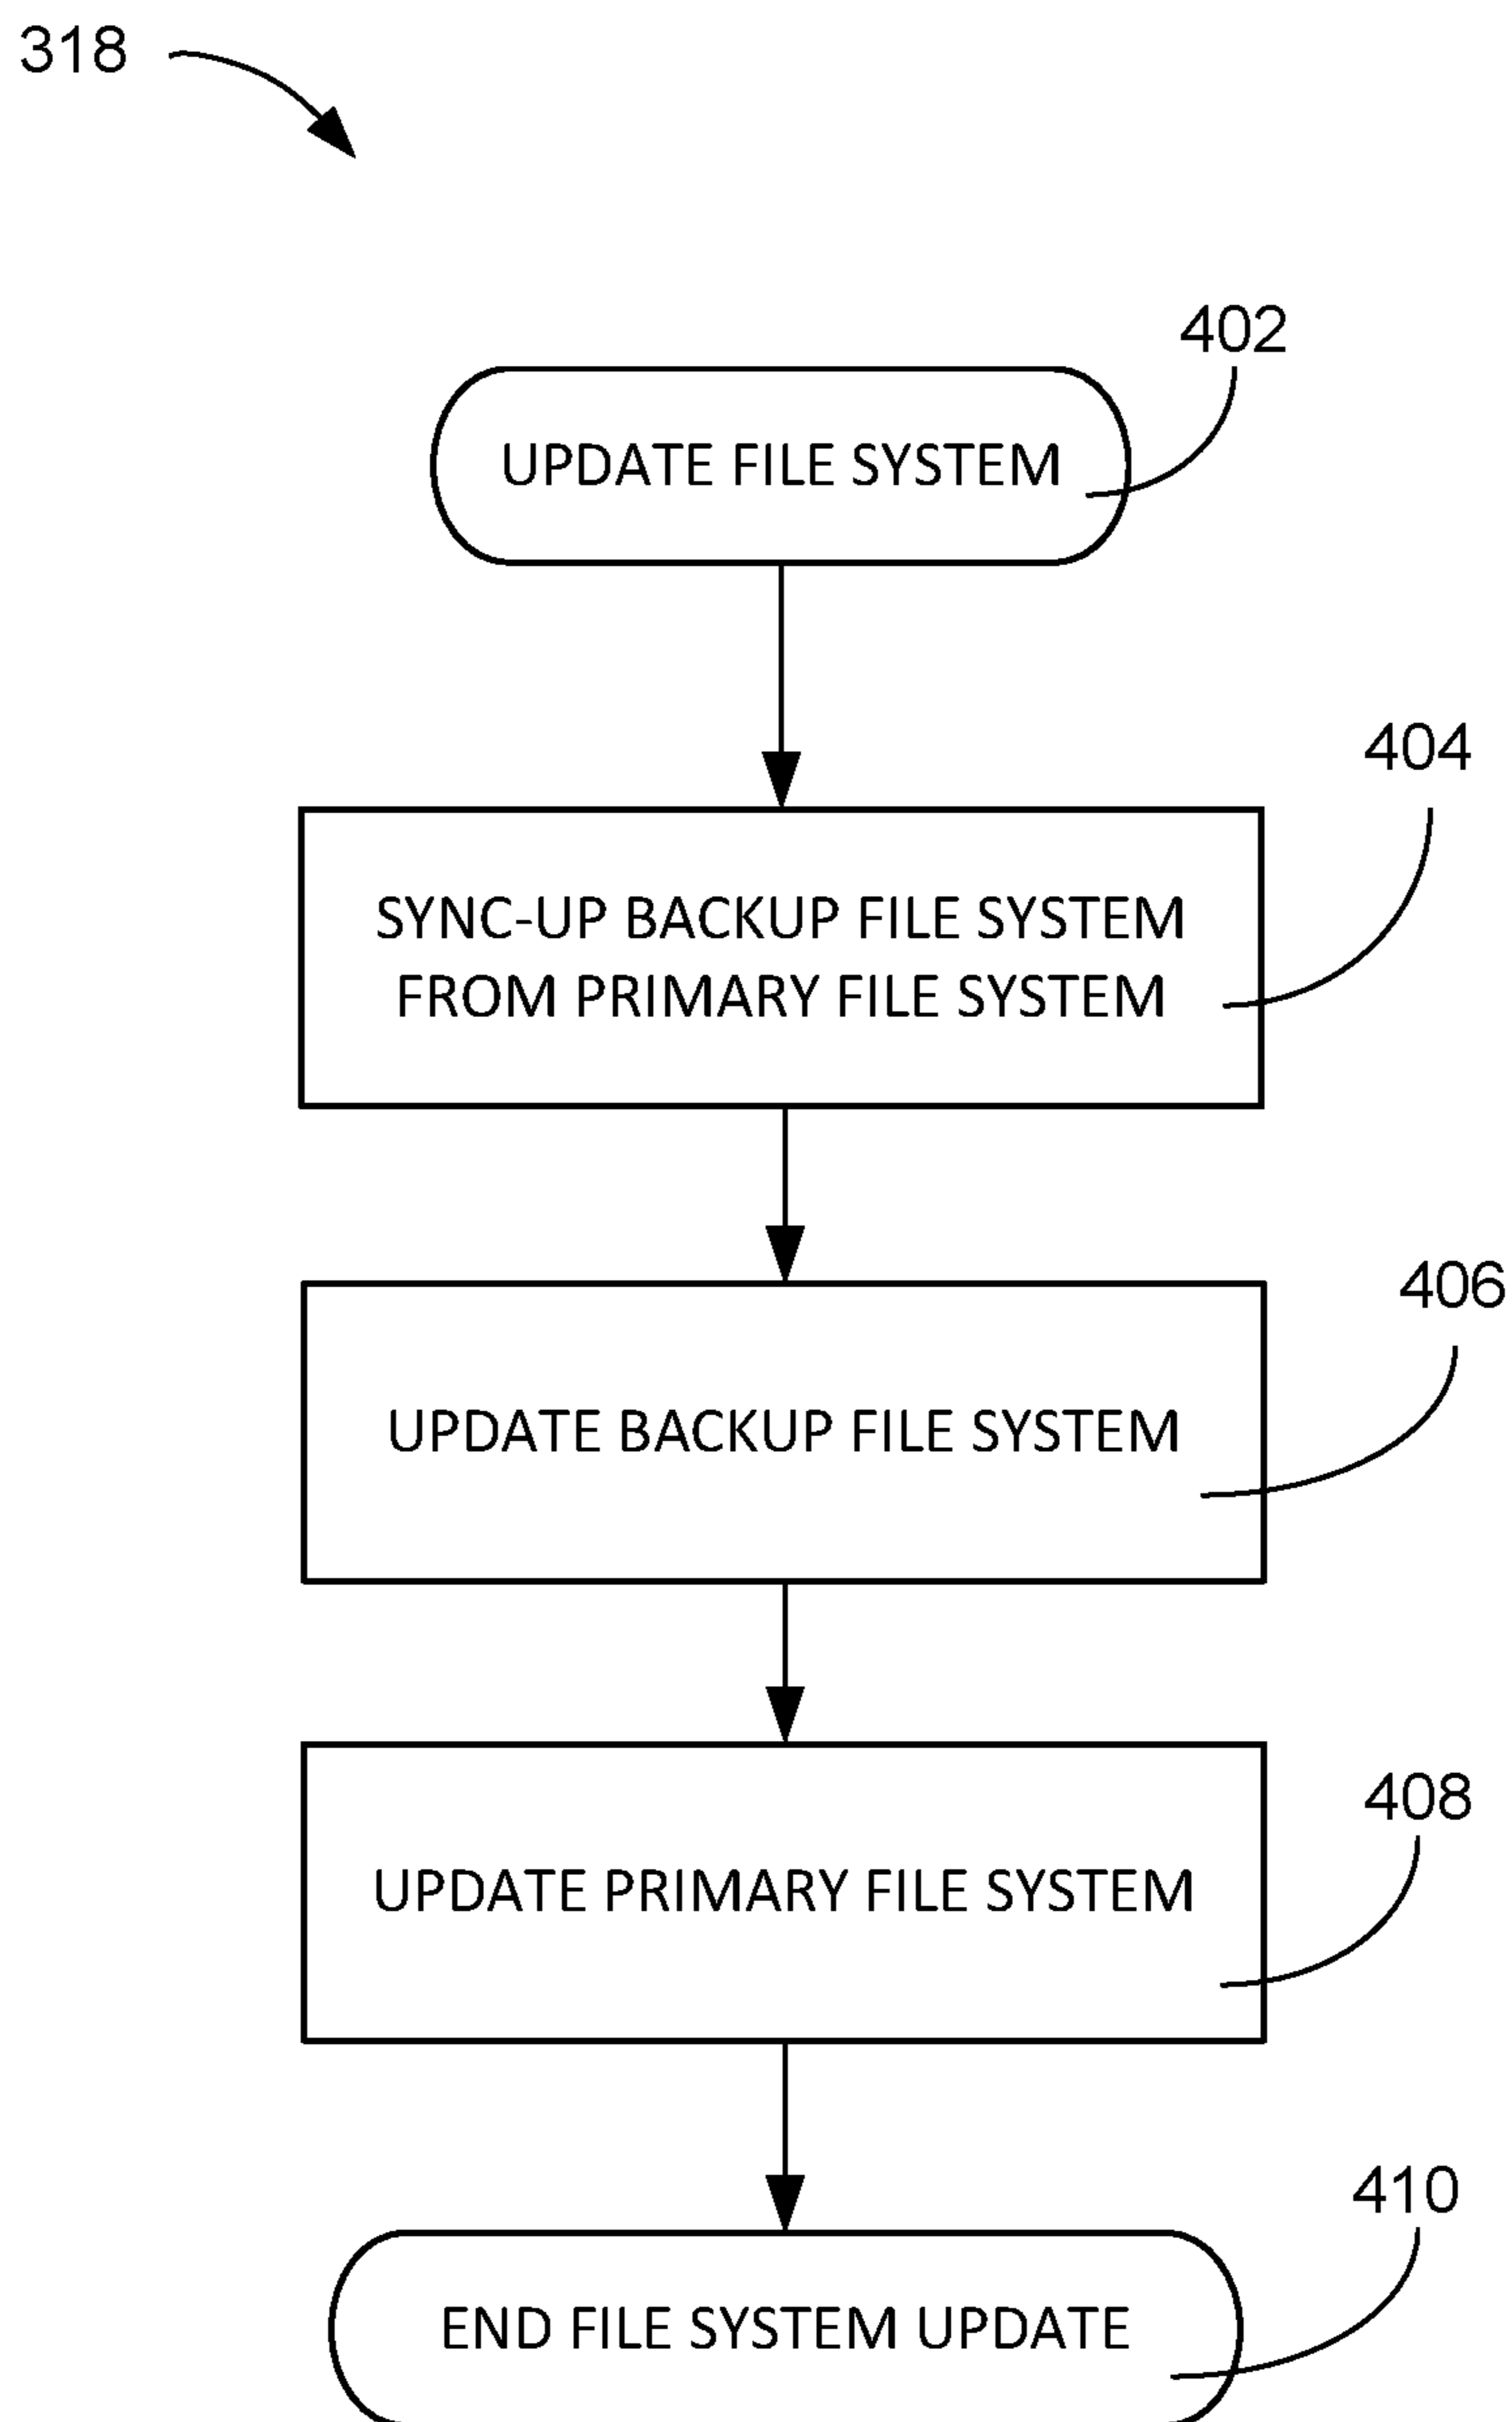 318
402
UPDATE FILE SYSTEM
404
SYNC-UP BACKUP FILE SYSTEM
FROM PRIMARY FILE SYSTEM
406
UPDATE BACKUP FILE SYSTEM
408
UPDATE PRIMARY FILE SYSTEM
410
END FILE SYSTEM UPDATE